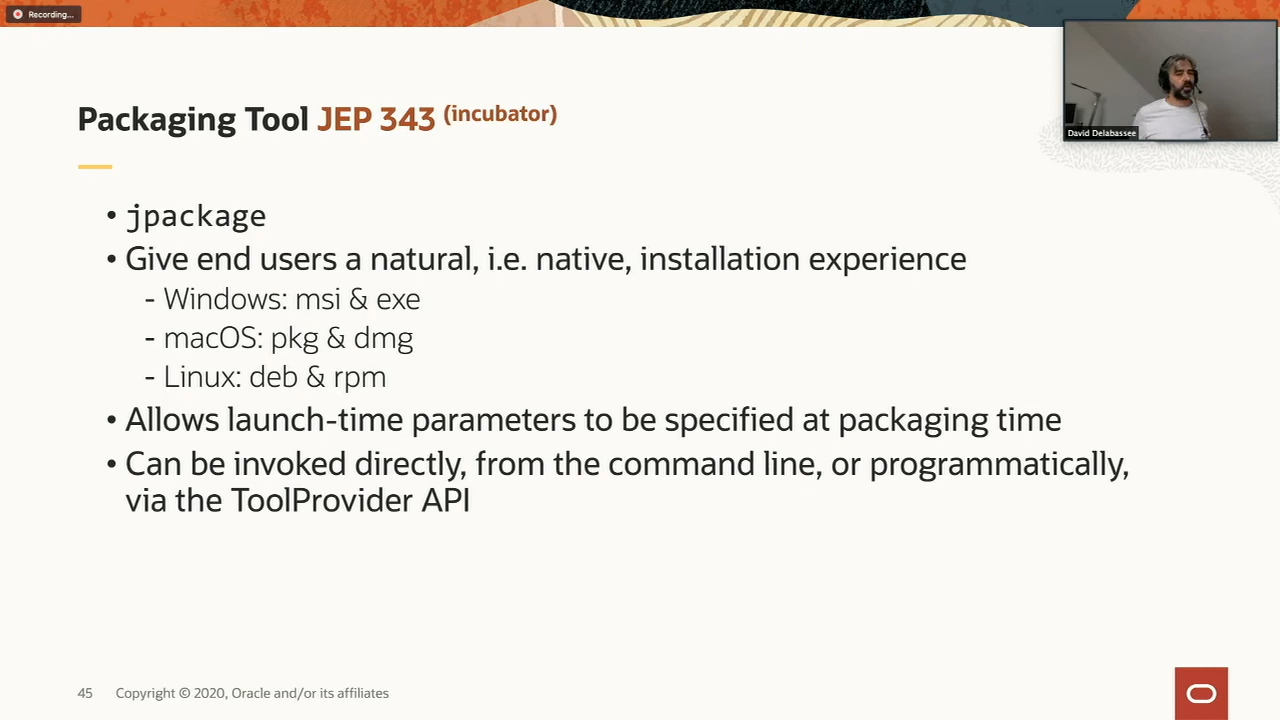 Recording...
David Delabassee
Packaging Tool JEP 343 (incubator)
• jpackage
• Give end users a natural, i.e. native, installation experience
- Windows: msi & exe
- macOS: pkg & dmg
- Linux: deb & rpm
• Allows launch-time parameters to be specified at packaging time
• Can be invoked directly, from the command line, or programmatically,
via the ToolProvider API
45 Copyright © 2020, Oracle and/or its affiliates